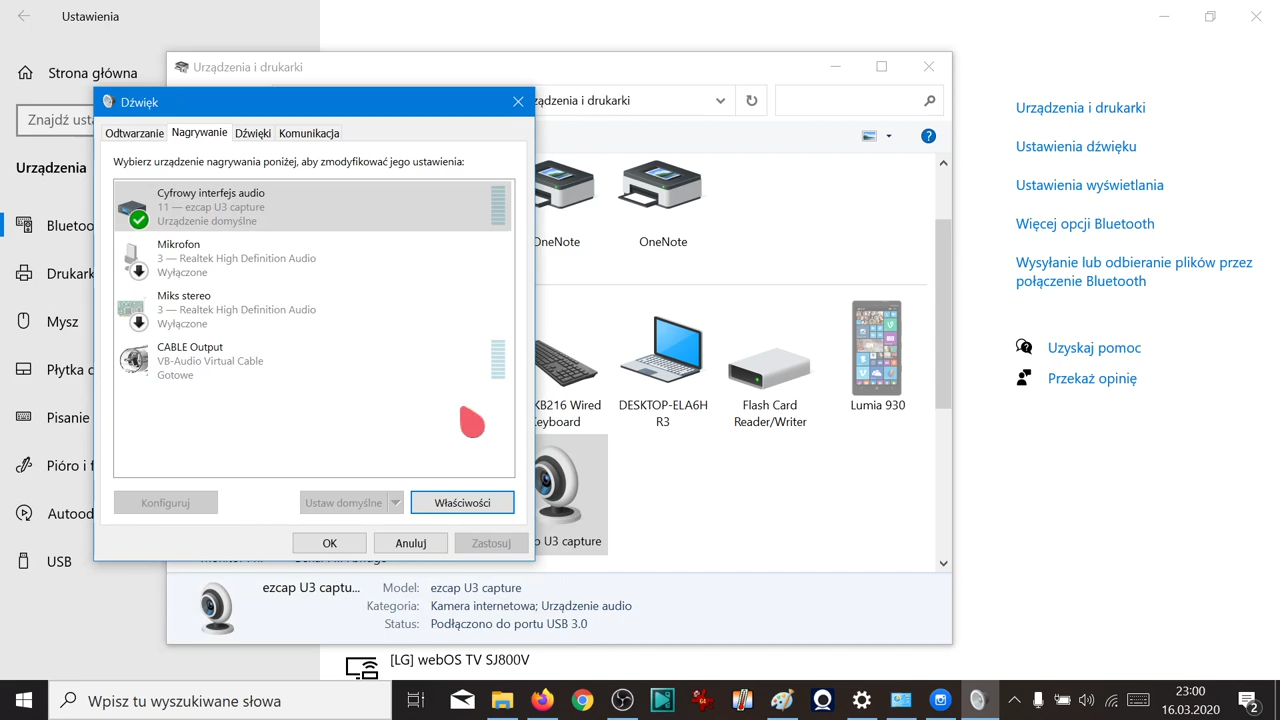 Ustawienia
Strona główna
Znajdź usta
Urządzenia
Bluetoo
Drukark
Mysz
Płytka d
Pisanie
Pióro i f
Autood
USB
Urządzenia i drukarki
ządzenia i drukarki
Dźwięk
Odtwarzanie
Nagrywanie
Dźwięki
Komunikacja
Wybierz urządzenie nagrywania poniżej, aby zmodyfikować jego ustawienia:
Cyfrowy interfejs audio
11 — ezcap U3 capture
Urządzenie domyślne
Mikrofon
3 — Realtek High Definition Audio
Wyłączone
Miks stereo
3 — Realtek High Definition Audio
Wyłączone
CABLE Output
VB-Audio Virtual Cable
Gotowe
Konfiguruj
Ustaw domyślne
Właściwości
OK
Anuluj
Zastosuj
OneNote
OneNote
KB216 Wired
Keyboard
DESKTOP-ELA6H
R3
Flash Card
Reader/Writer
Lumia 930
p U3 capture
ezcap U3 captu...
Model: ezcap U3 capture
Kategoria: Kamera internetowa; Urządzenie audio
Status: Podłączono do portu USB 3.0
[LG] webOS TV SJ800V
Urządzenia i drukarki
Ustawienia dźwięku
Ustawienia wyświetlania
Więcej opcji Bluetooth
Wysyłanie lub odbieranie plików przez
połączenie Bluetooth
Uzyskaj pomoc
Przekaż opinię
Wpisz tu wyszukiwane słowa
23:00
16.03.2020
2